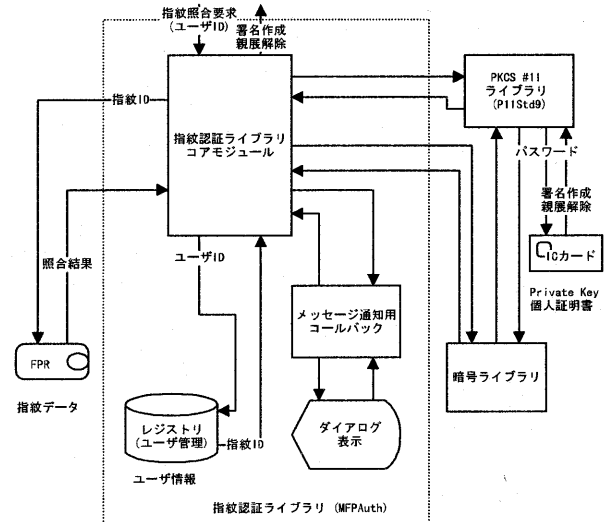 指紋照合要求
(ユーザID)
署名作成
親展解除
指紋ID
指紋認証ライブラリ
コアモジュール
PKCS #11
ライブラリ
(P11Std9)
パスワード
署名作成
親展解除
ICカード
Private Key
個人証明書
照合結果
ユーザID
メッセージ通知用
コールバック
暗号ライブラリ
FPR
指紋データ
レジストリ
(ユーザ管理)
指紋ID
ダイアログ
表示
ユーザ情報
指紋認証ライブラリ (MFPAuth)